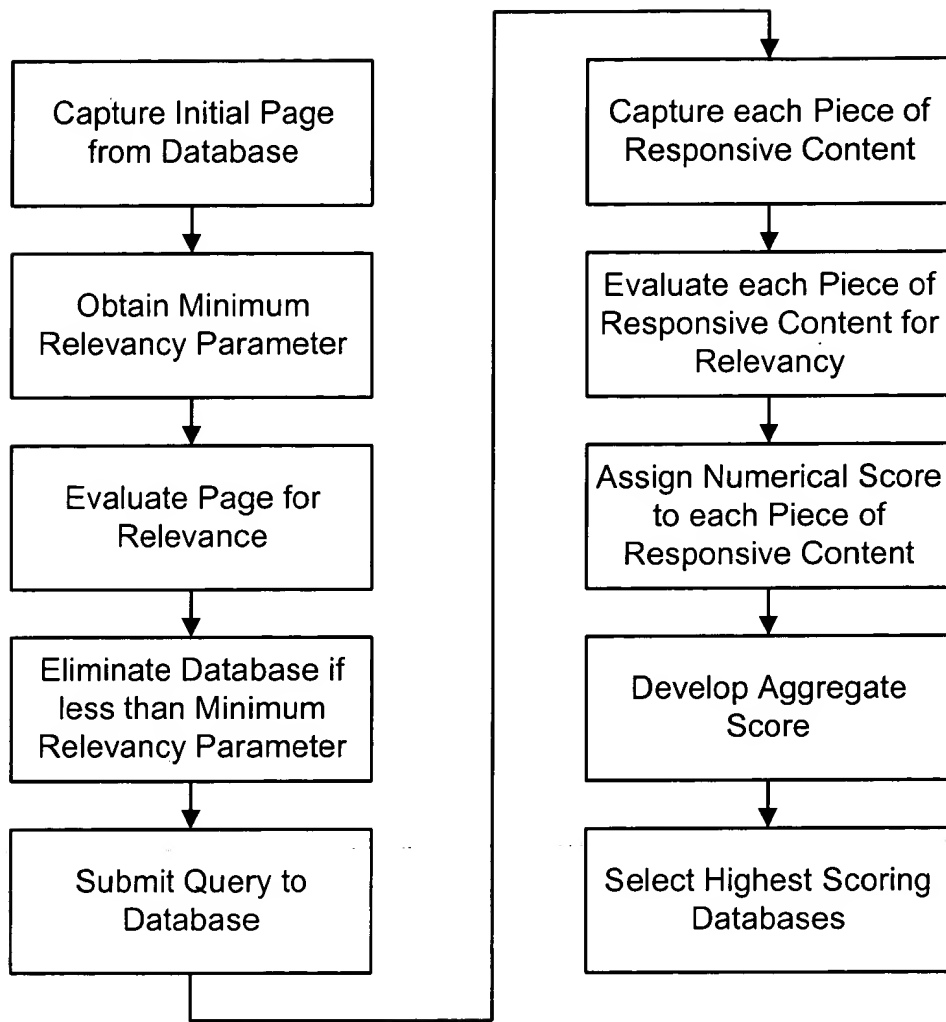 Capture Initial Page
from Database
Obtain Minimum
Relevancy Parameter
Evaluate Page for
Relevance
Eliminate Database if
less than Minimum
Relevancy Parameter
Submit Query to
Database
Capture each Piece of
Responsive Content
Evaluate each Piece of
Responsive Content for
Relevancy
Assign Numerical Score
to each Piece of
Responsive Content
Develop Aggregate
Score
Select Highest Scoring
Databases